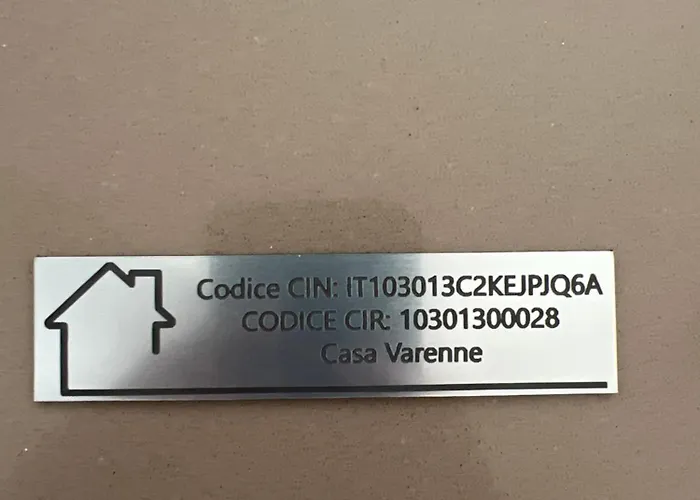 Codice CIN: IT103013C2KEJPJQ6A
CODICE CIR: 10301300028
Casa Varenne